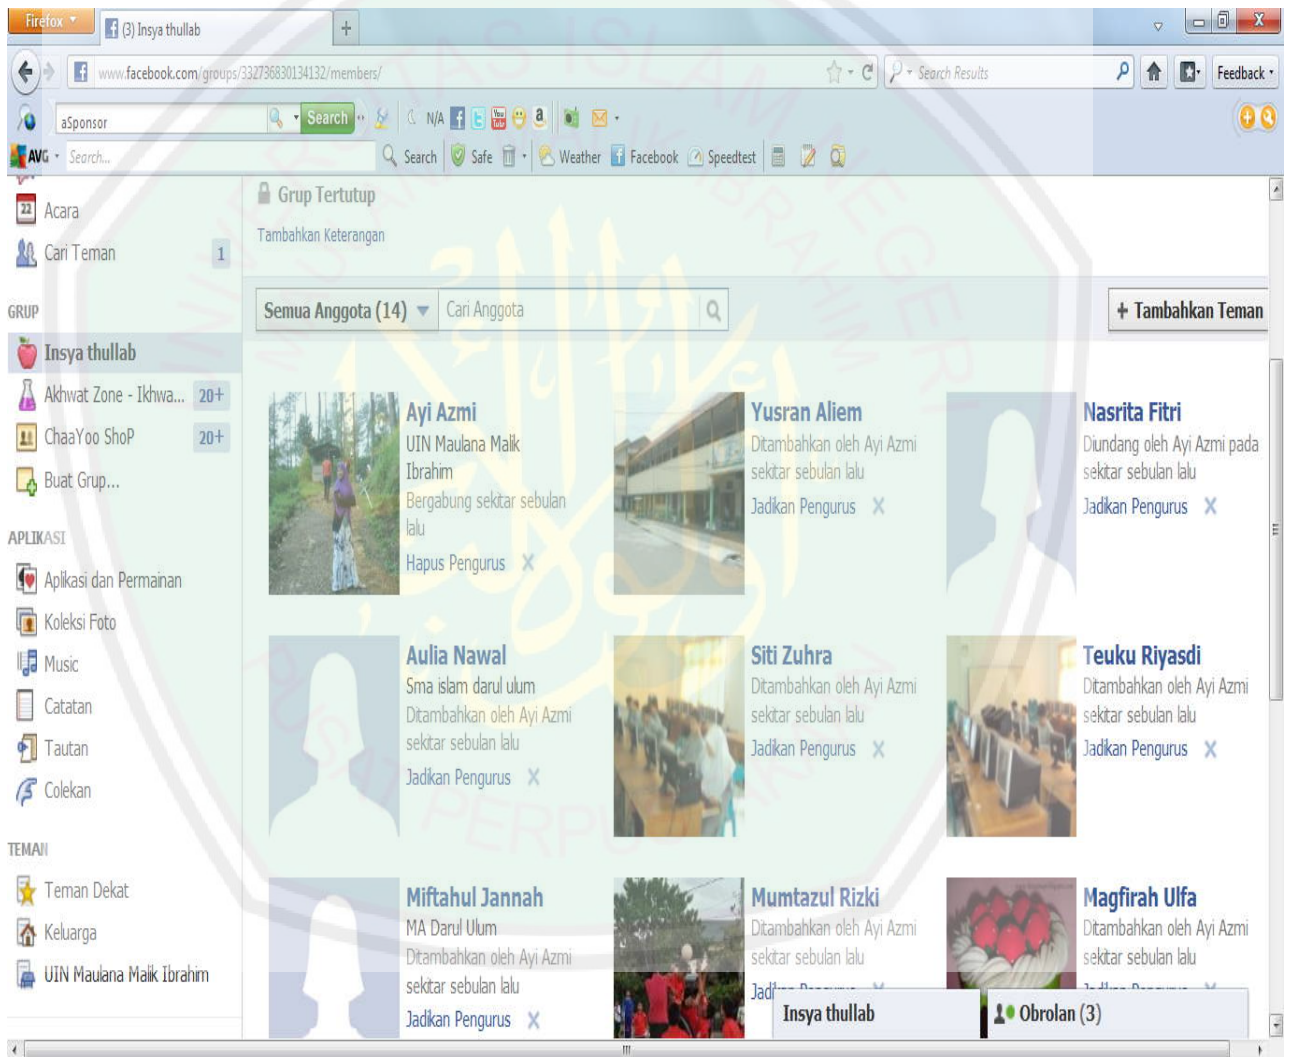 Firefox
(3) Insya thullab
www.facebook.com/groups/332736830134132/members/
Search Results
Feedback
aSponsor
Search
N/A
AVG
Search...
Search
Safe
Weather
Facebook
Speedtest
22
Acara
Cari Teman
1
GRUP
Insya thullab
Akhwat Zone - Ikhwa...
20+
ChaaYoo ShoP
20+
Buat Grup...
APLIKASI
Aplikasi dan Permainan
Koleksi Foto
Music
Catatan
Tautan
Colekan
TEMAN
Teman Dekat
Keluarga
UIN Maulana Malik Ibrahim
Grup Tertutup
Tambahkan Keterangan
Semua Anggota (14)
Cari Anggota
+ Tambahkan Teman
Ayi Azmi
UIN Maulana Malik
Ibrahim
Bergabung sekitar sebulan
lalu
Hapus Pengurus
Yusran Aliem
Ditambahkan oleh Ayi Azmi
sekitar sebulan lalu
Jadikan Pengurus
Nasrita Fitri
Diundang oleh Ayi Azmi pada
sekitar sebulan lalu
Jadikan Pengurus
Aulia Nawal
Sma islam darul ulum
Ditambahkan oleh Ayi Azmi
sekitar sebulan lalu
Jadikan Pengurus
Siti Zuhra
Ditambahkan oleh Ayi Azmi
sekitar sebulan lalu
Jadikan Pengurus
Teuku Riyasdi
Ditambahkan oleh Ayi Azmi
sekitar sebulan lalu
Jadikan Pengurus
Miftahul Jannah
MA Darul Ulum
Ditambahkan oleh Ayi Azmi
sekitar sebulan lalu
Jadikan Pengurus
Mumtazul Rizki
Ditambahkan oleh Ayi Azmi
sekitar sebulan lalu
Magfirah Ulfa
Ditambahkan oleh Ayi Azmi
sekitar sebulan lalu
Insya thullab
Obrolan (3)